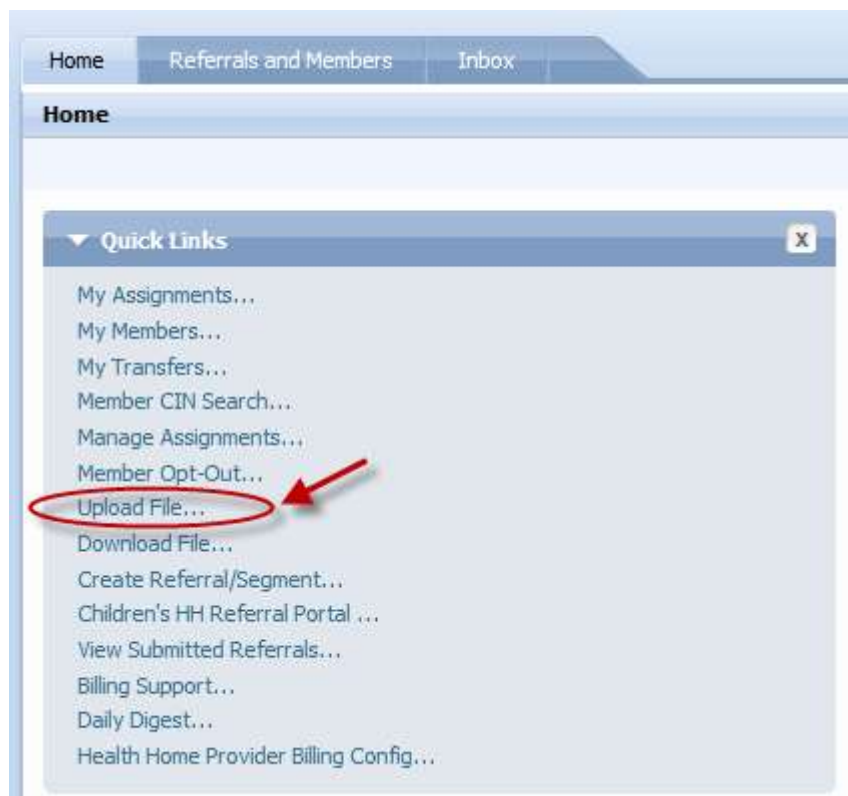 Home Referrals and Members Inbox
Home
Quick Links X
My Assignments...
My Members...
My Transfers...
Member CIN Search...
Manage Assignments...
Member Opt-Out...
Upload File...
Download File...
Create Referral/Segment...
Children's HH Referral Portal ...
View Submitted Referrals...
Billing Support...
Daily Digest...
Health Home Provider Billing Config...